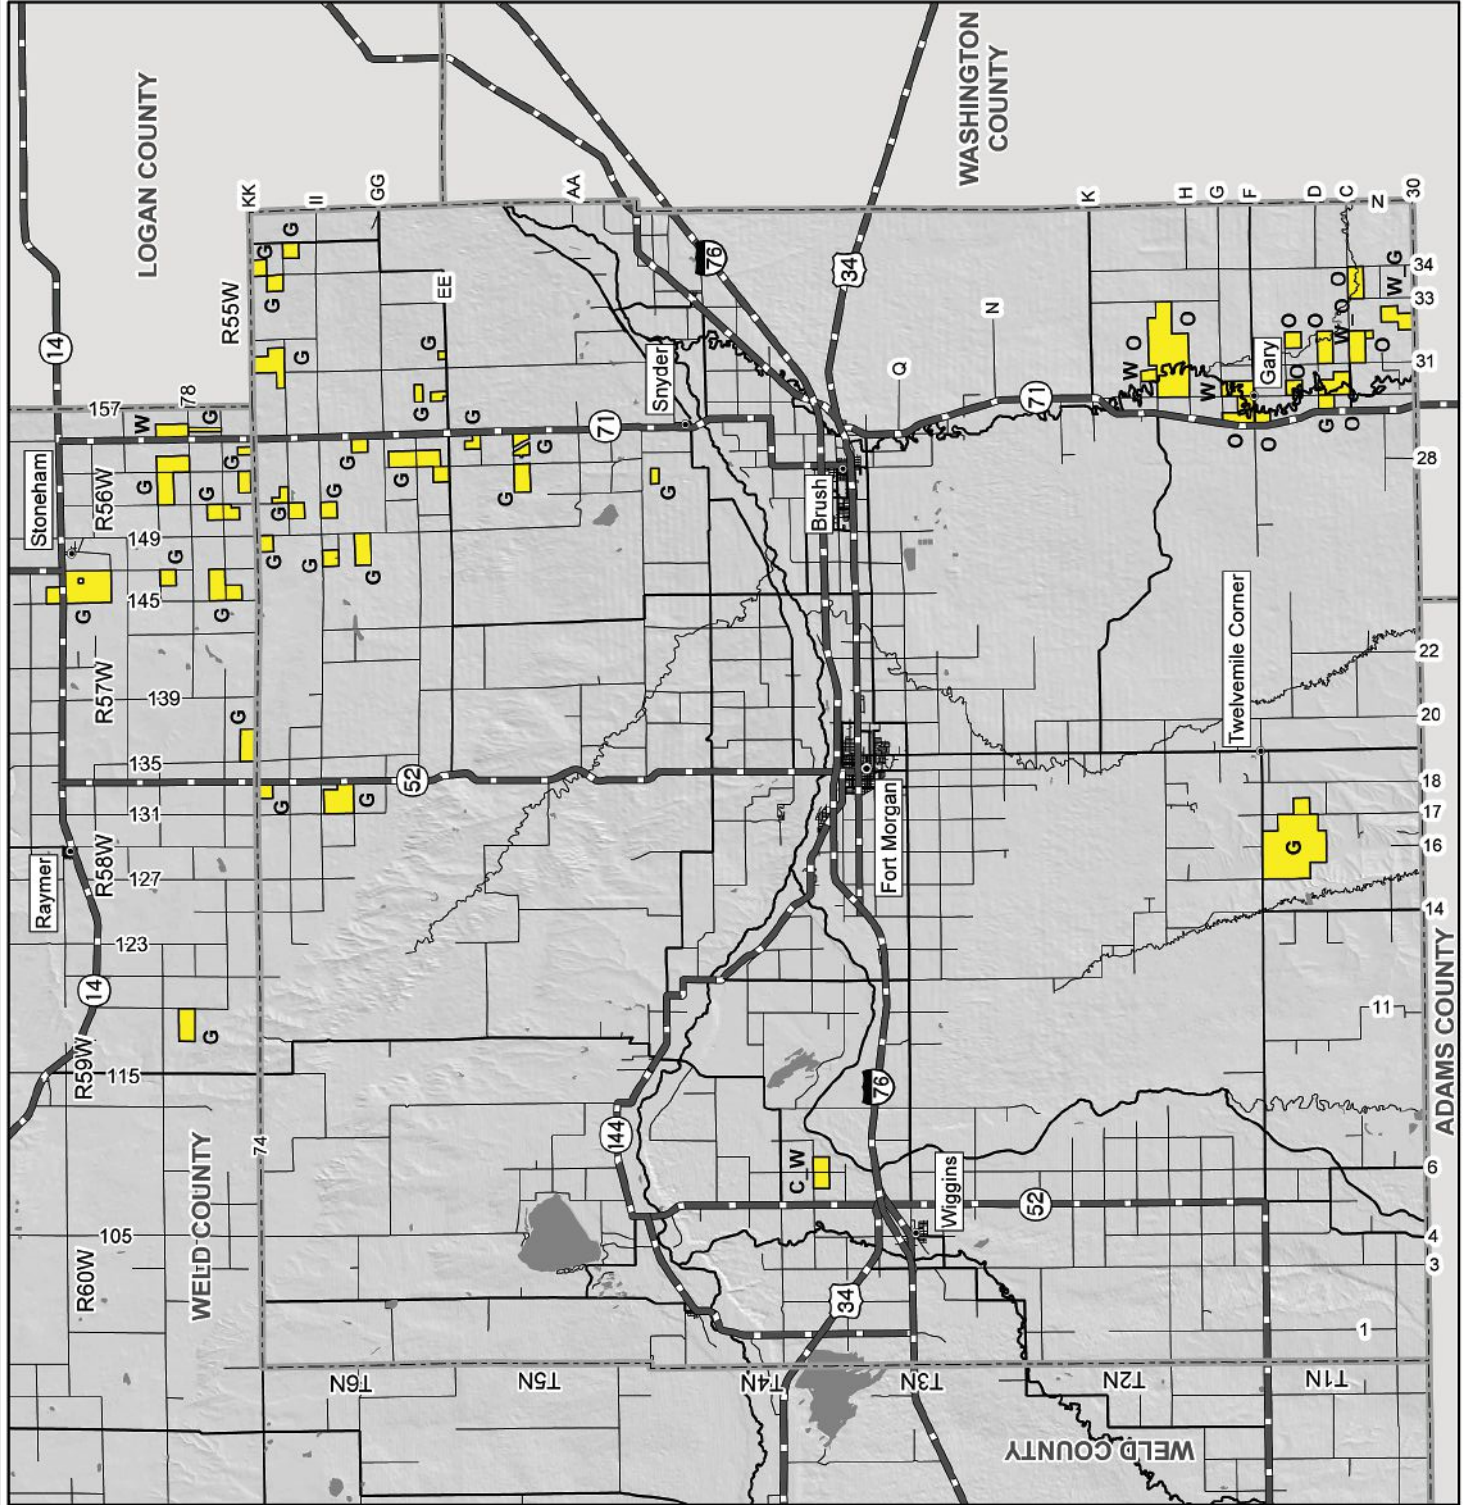 Raymer
Stoneham
14
R60W
R59W
14
R58W
R57W
R56W
G
105
115
123
127
131
139
135
145
149
157
LOGAN COUNTY
G
W
G
78
WELD COUNTY
G
G
G
R55W
G
G
KK
74
G
G
G
G
G
G
G
II
G
G
T6N
G
G
G
GG
52
G
G
G
EE
G
G
G
T5N
AA
71
144
G
Snyder
76
T4N
C_W
Brush
34
34
76
Fort Morgan
Q
T3N
Wiggins
WASHINGTON COUNTY
N
52
71
WELD COUNTY
K
T2N
W
O
H
O
W
G
Twelvemile Corner
O
F
Gary
O
G
O
O
T1N
O
D
G
W_O
O
C
O
1
11
O
N
W_G
3
4
6
14
16
17
18
20
22
28
31
33
34
30
ADAMS COUNTY